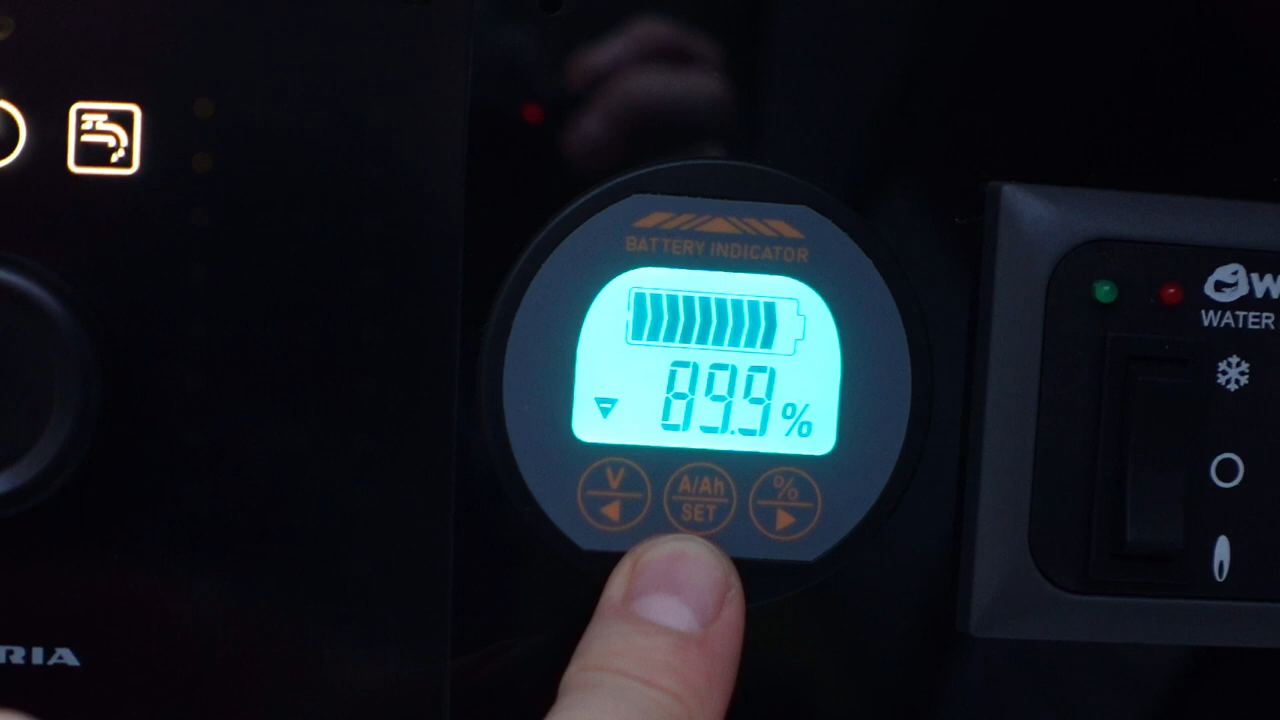 BATTERY INDICATOR
89.9 %
V
A/Ah
SET
%
WATER
RIA